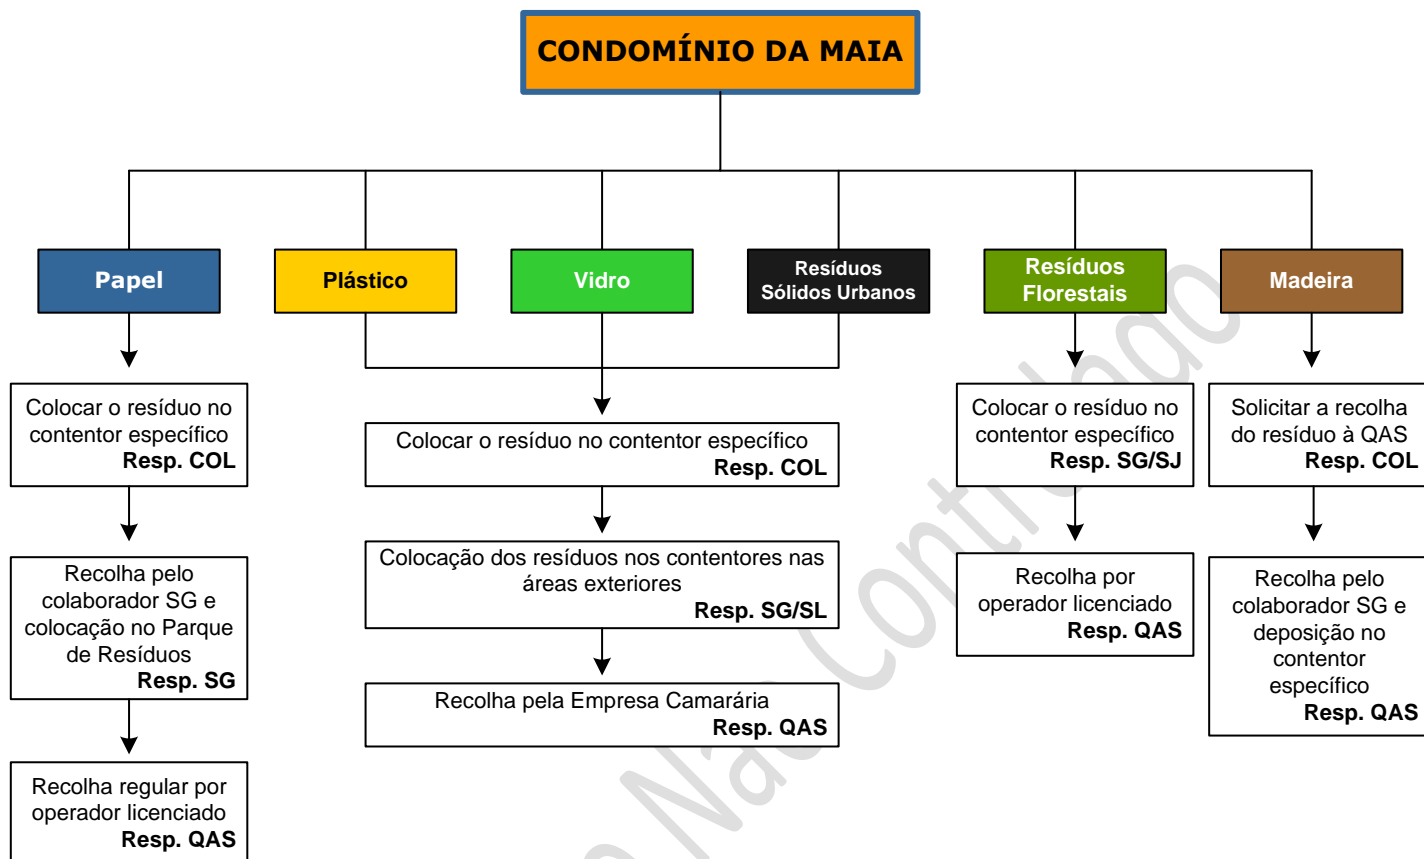 CONDOMÍNIO DA MAIA
Papel
Plástico
Vidro
Resíduos
Sólidos Urbanos
Resíduos
Florestais
Madeira
Colocar o resíduo no
contentor específico
Resp. COL
Recolha pelo
colaborador SG e
colocação no Parque
de Resíduos
Resp. SG
Recolha regular por
operador licenciado
Resp. QAS
Colocar o resíduo no contentor específico
Resp. COL
Colocação dos resíduos nos contentores nas
áreas exteriores
Resp. SG/SL
Recolha pela Empresa Camarária
Resp. QAS
Colocar o resíduo no
contentor específico
Resp. SG/SJ
Recolha por
operador licenciado
Resp. QAS
Solicitar a recolha
do resíduo à QAS
Resp. COL
Recolha pelo
colaborador SG e
deposição no
contentor
específico
Resp. QAS
o Não Controlado